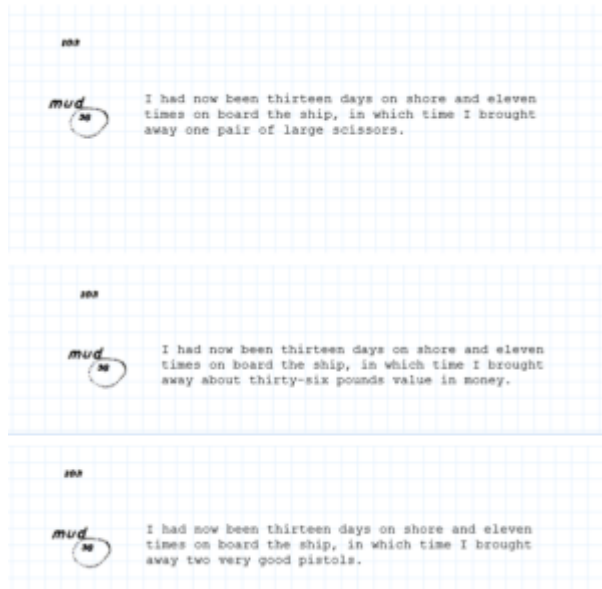 mud
I had now been thirteen days on shore and eleven
times on board the ship, in which time I brought
away one pair of large scissors.
mud
I had now been thirteen days on shore and eleven
times on board the ship, in which time I brought
away about thirty-six pounds value in money.
mud
I had now been thirteen days on shore and eleven
times on board the ship, in which time I brought
away two very good pistols.